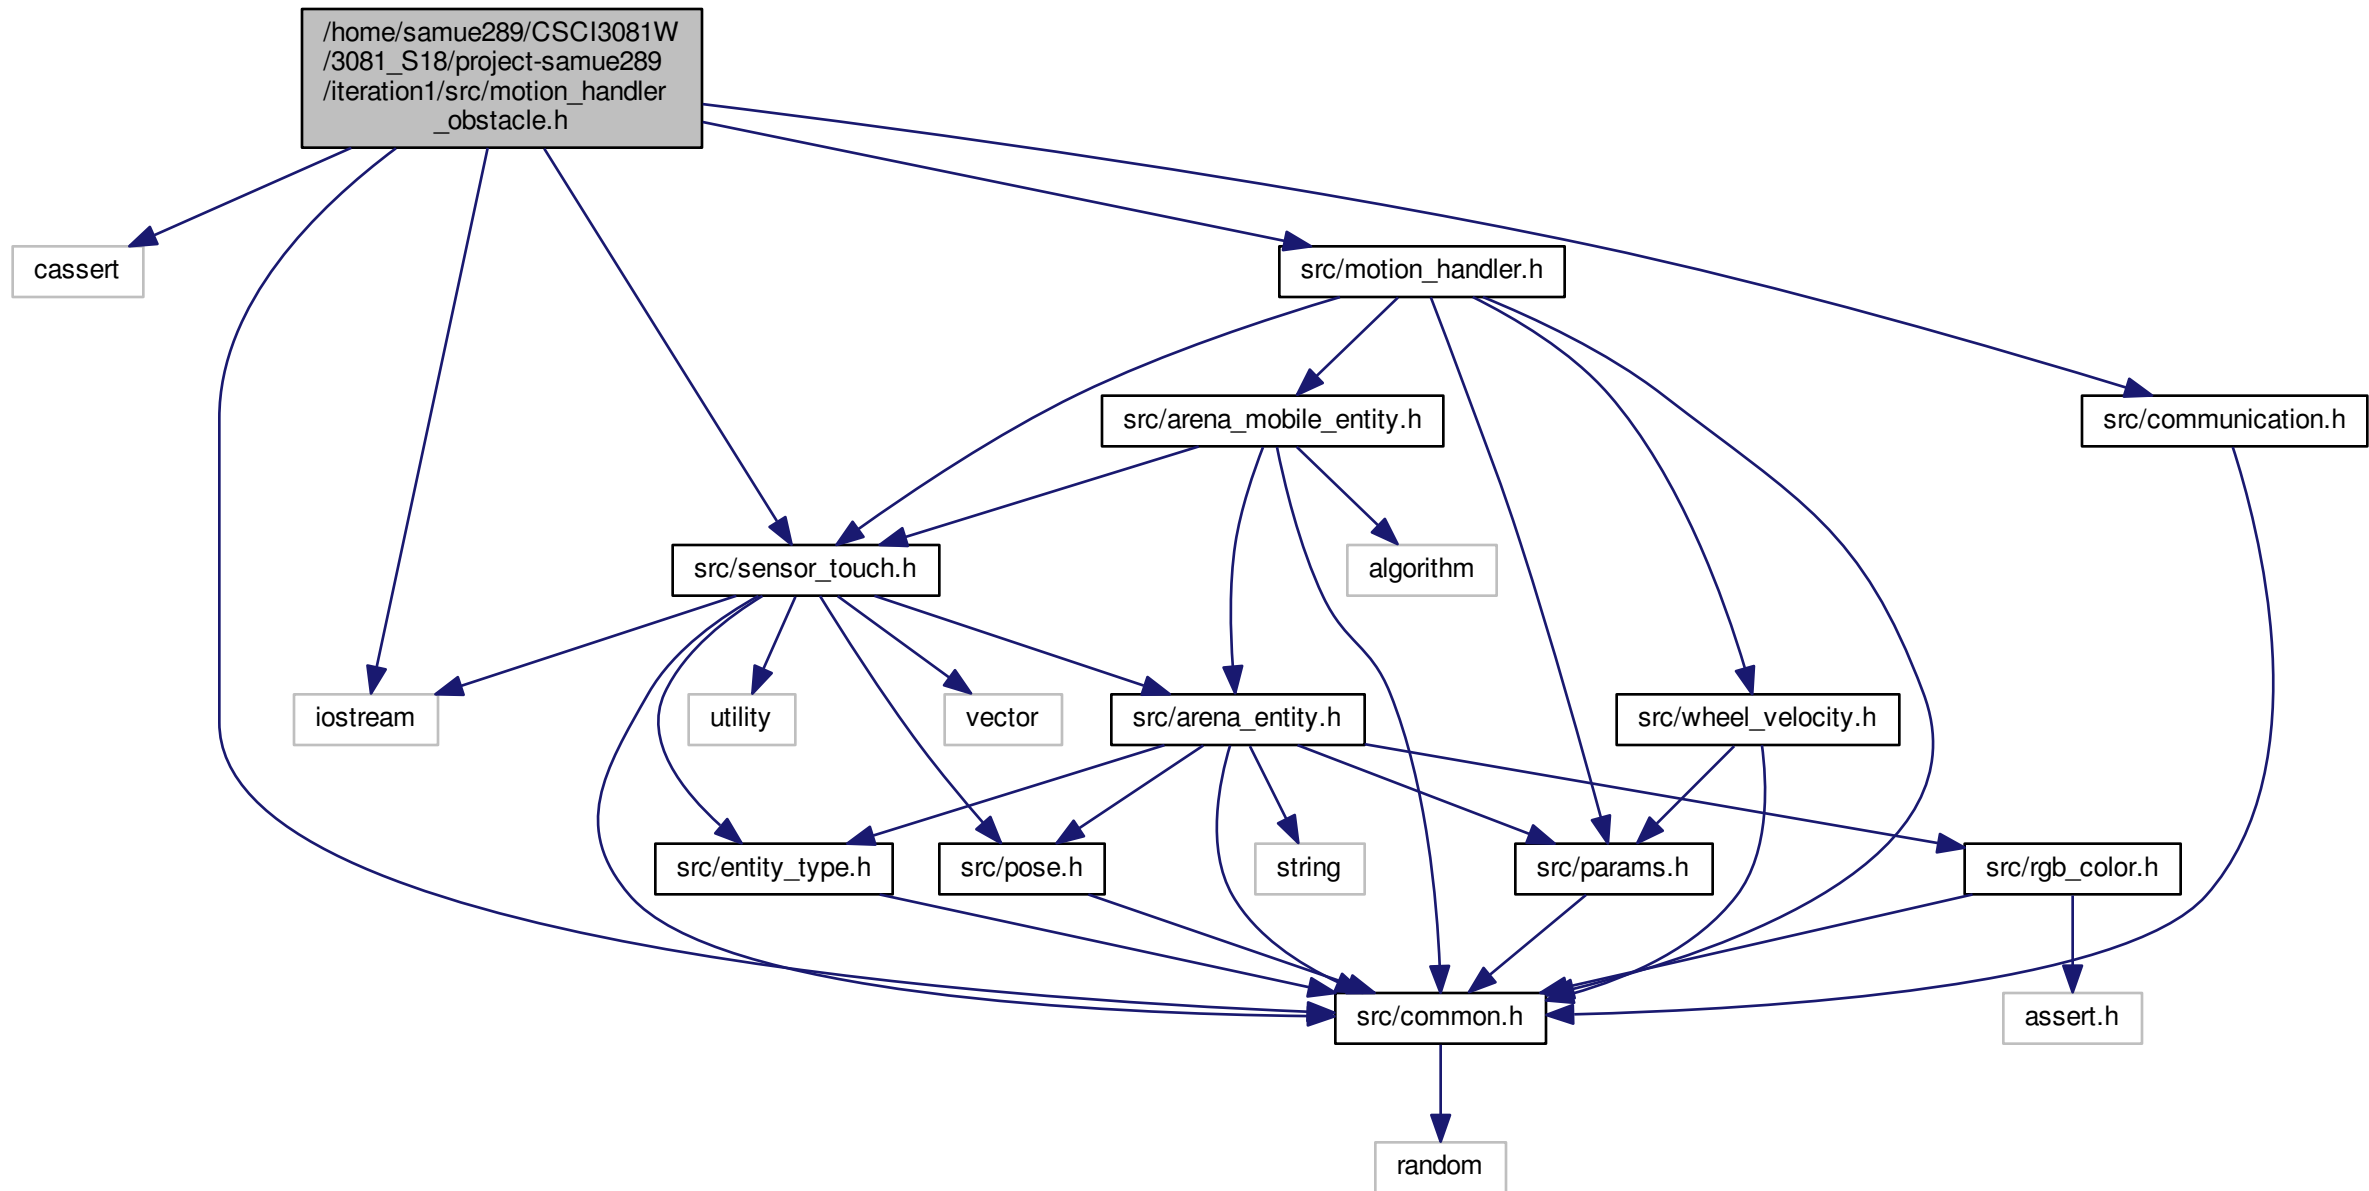 /home/samue289/CSCI3081W
/3081_S18/project-samue289
/iteration1/src/motion_handler
_obstacle.h
cassert
src/motion_handler.h
src/arena_mobile_entity.h
src/communication.h
src/sensor_touch.h
algorithm
iostream
utility
vector
src/arena_entity.h
src/wheel_velocity.h
src/entity_type.h
src/pose.h
string
src/params.h
src/rgb_color.h
src/common.h
assert.h
random